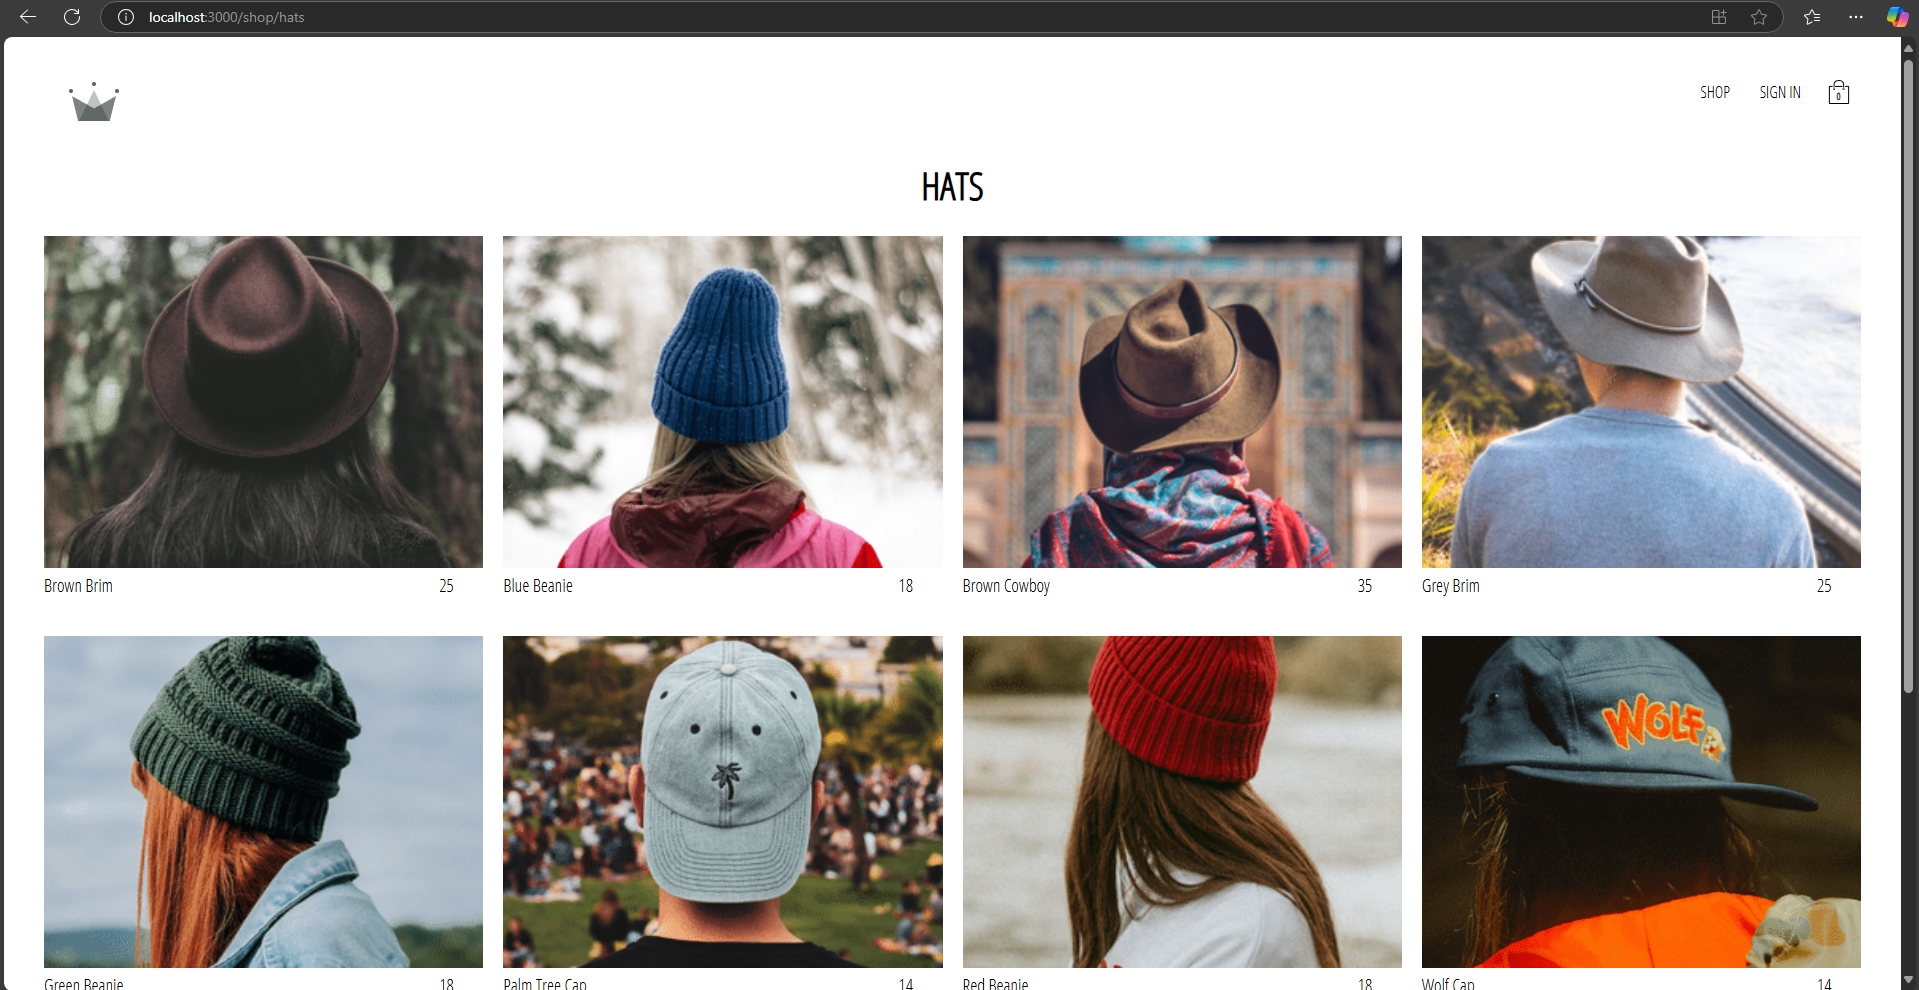 localhost:3000/shop/hats
SHOP SIGN IN 0
HATS
Brown Brim 25 Blue Beanie 18 Brown Cowboy 35 Grey Brim 25
WOLF
Green Beanie 18 Palm Tree Cap 14 Red Beanie 18 Wolf Cap 14